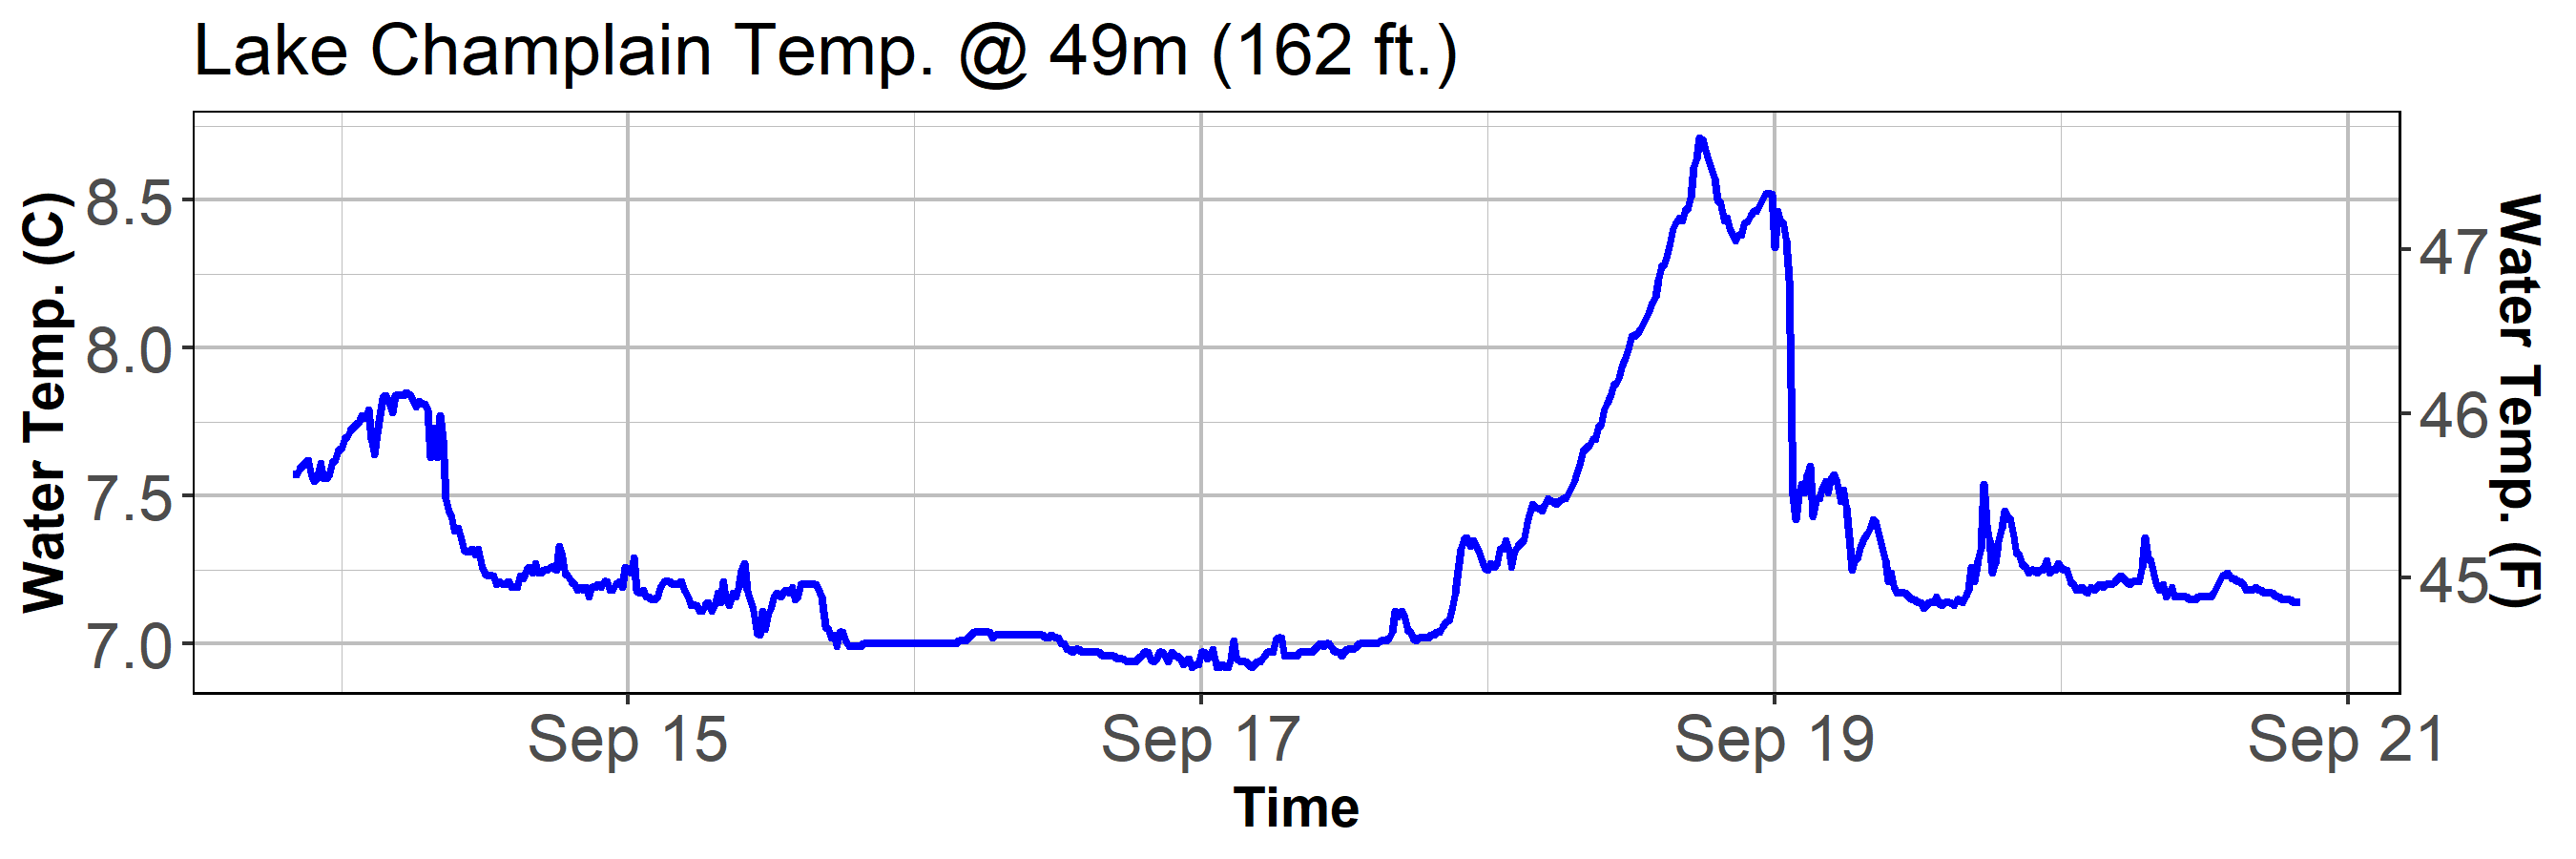 Lake Champlain Temp. @ 49m (162 ft.)
Water Temp. (C)
8.5
8.0
7.5
7.0
47
46
45
Water Temp. (F)
Sep 15
Sep 17
Sep 19
Sep 21
Time